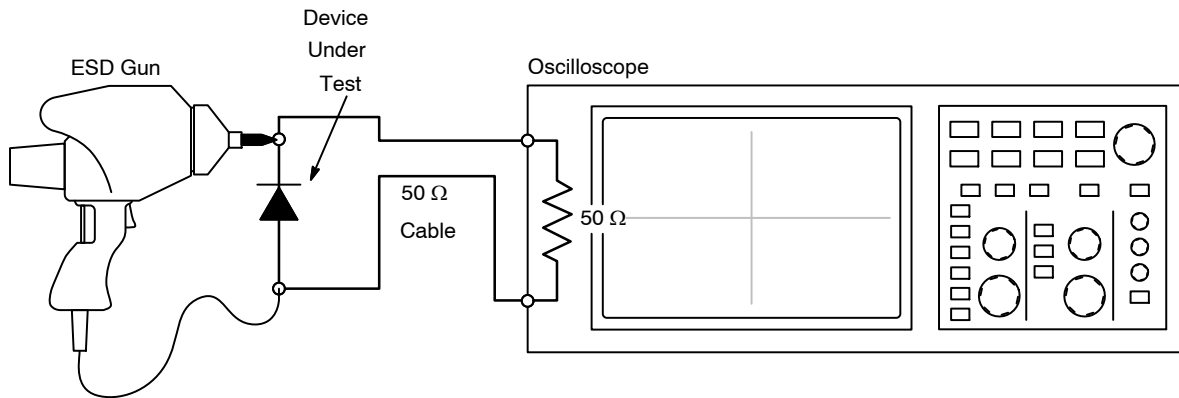 Device
Under
Test
ESD Gun
Oscilloscope
50 Ω
Cable
50 Ω